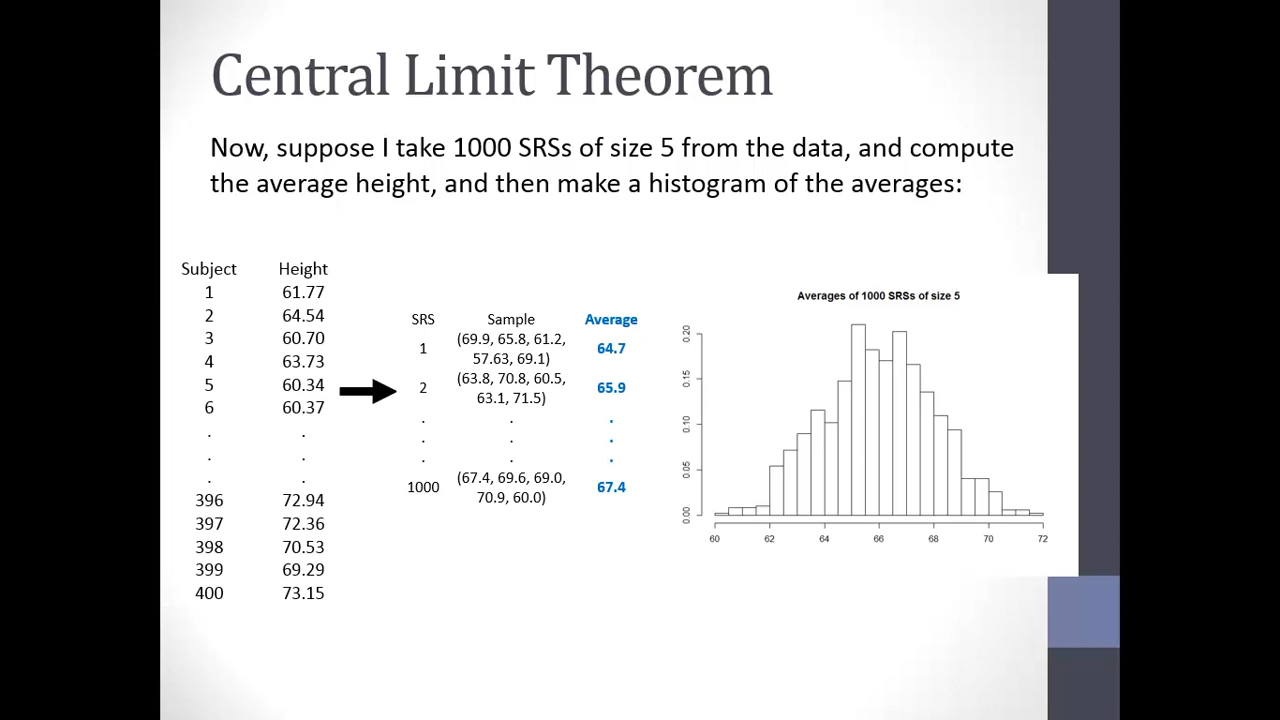 Central Limit Theorem
Now, suppose I take 1000 SRSs of size 5 from the data, and compute
the average height, and then make a histogram of the averages:
Subject Height
1 61.77
2 64.54
3 60.70
4 63.73
5 60.34
6 60.37
. .
. .
. .
396 72.94
397 72.36
398 70.53
399 69.29
400 73.15
SRS Sample Average
1 (69.9, 65.8, 61.2, 57.63, 69.1) 64.7
2 (63.8, 70.8, 60.5, 63.1, 71.5) 65.9
. . .
. . .
. . .
1000 (67.4, 69.6, 69.0, 70.9, 60.0) 67.4
Averages of 1000 SRSs of size 5
0.20
0.15
0.10
0.05
0.00
60 62 64 66 68 70 72